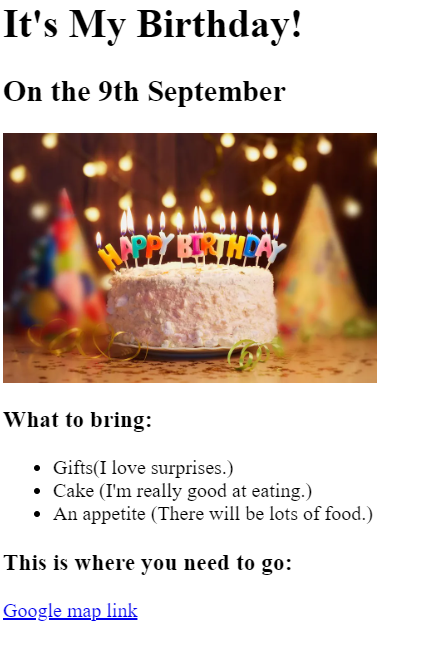 It's My Birthday!
On the 9th September
HAPPY BIRTHDAY
What to bring:
Gifts(I love surprises.)
Cake (I'm really good at eating.)
An appetite (There will be lots of food.)
This is where you need to go:
Google map link